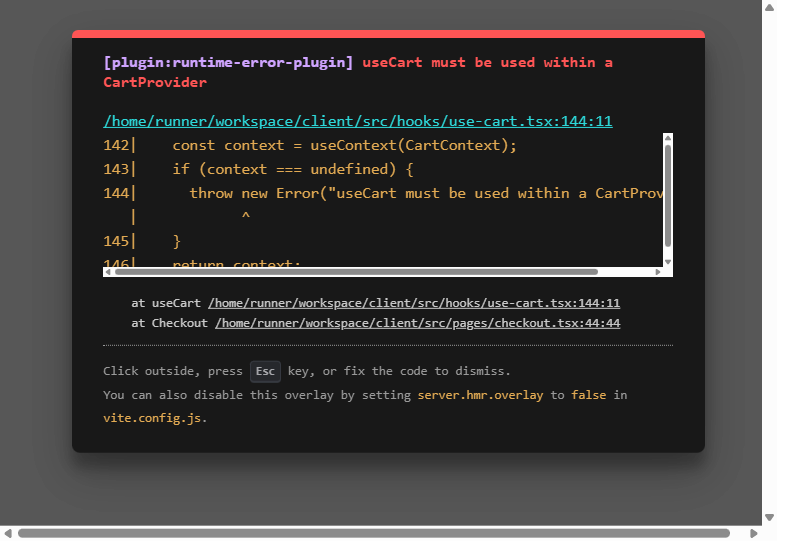 [plugin:runtime-error-plugin] useCart must be used within a
CartProvider
/home/runner/workspace/client/src/hooks/use-cart.tsx:144:11
142|    const context = useContext(CartContext);
143|    if (context === undefined) {
144|      throw new Error("useCart must be used within a CartProv
   |            ^
145|    }
146|    return context;
at useCart /home/runner/workspace/client/src/hooks/use-cart.tsx:144:11
at Checkout /home/runner/workspace/client/src/pages/checkout.tsx:44:44
Click outside, press Esc key, or fix the code to dismiss.
You can also disable this overlay by setting server.hmr.overlay to false in
vite.config.js.